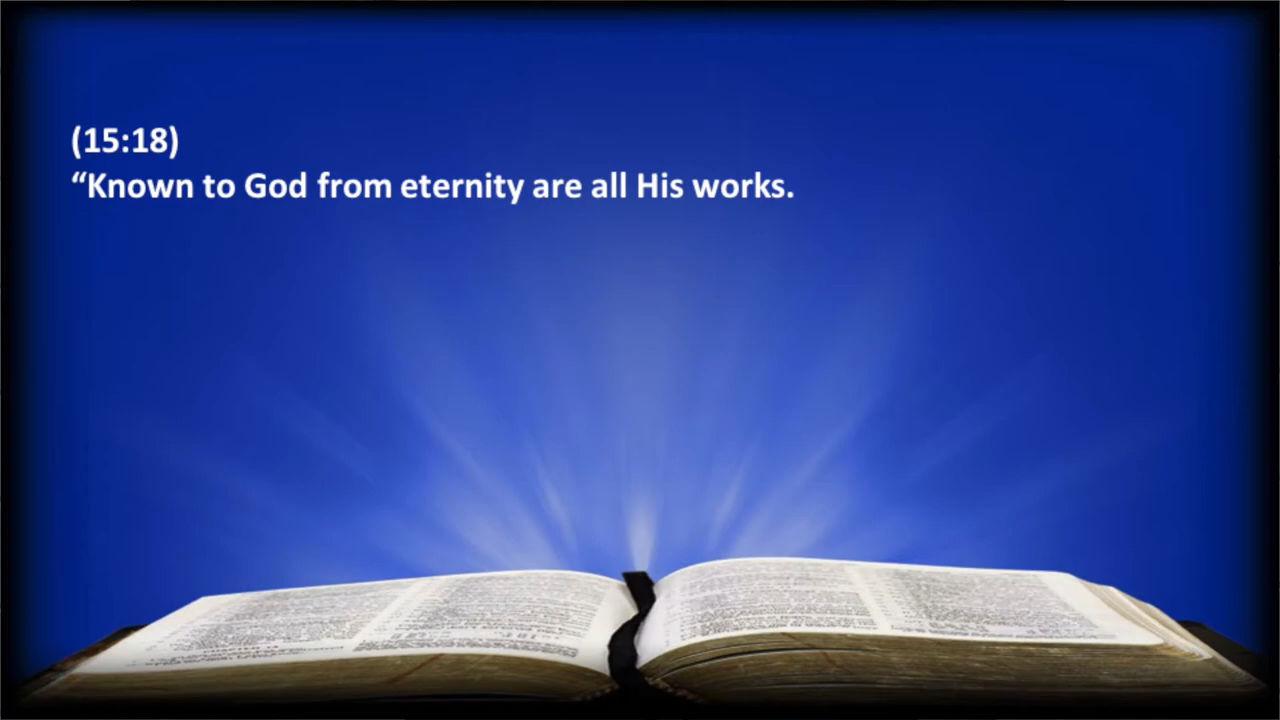 (15:18)
“Known to God from eternity are all His works.